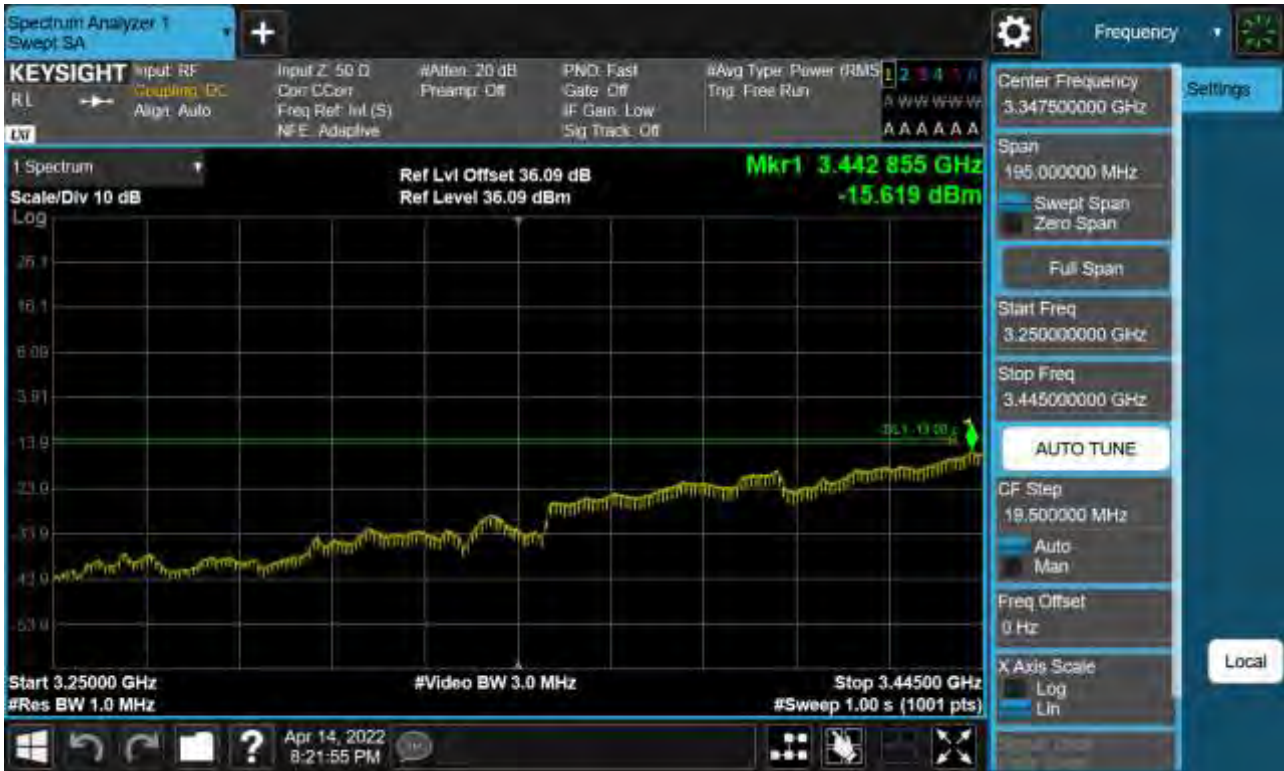 Spectrum Analyzer 1
Swept SA
+
Frequency
KEYSIGHT
RL
LXI
Input: RF
Coupling: DC
Align: Auto
Input Z: 50 Ω
Corr CCorr
Freq Ref: Int (S)
NFE: Adaptive
#Atten: 20 dB
Preamp: Off
PNO: Fast
Gate: Off
IF Gain: Low
Sig Track: Off
#Avg Type: Power (RMS
Trig: Free Run
1 2 3 4 5 6
A W W W W W
A A A A A A
1 Spectrum
Scale/Div 10 dB
Log
Ref Lvl Offset 36.09 dB
Ref Level 36.09 dBm
Mkr1 3.442 855 GHz
-15.619 dBm
26.1
16.1
6.09
-3.91
-13.9
-23.9
-33.9
-43.9
-53.9
Start 3.25000 GHz
#Res BW 1.0 MHz
#Video BW 3.0 MHz
Stop 3.44500 GHz
#Sweep 1.00 s (1001 pts)
Center Frequency
3.347500000 GHz
Settings
Span
195.000000 MHz
Swept Span
Zero Span
Full Span
Start Freq
3.250000000 GHz
Stop Freq
3.445000000 GHz
AUTO TUNE
CF Step
19.500000 MHz
Auto
Man
Freq Offset
0 Hz
X Axis Scale
Log
Lin
Local
?
Apr 14, 2022
8:21:55 PM